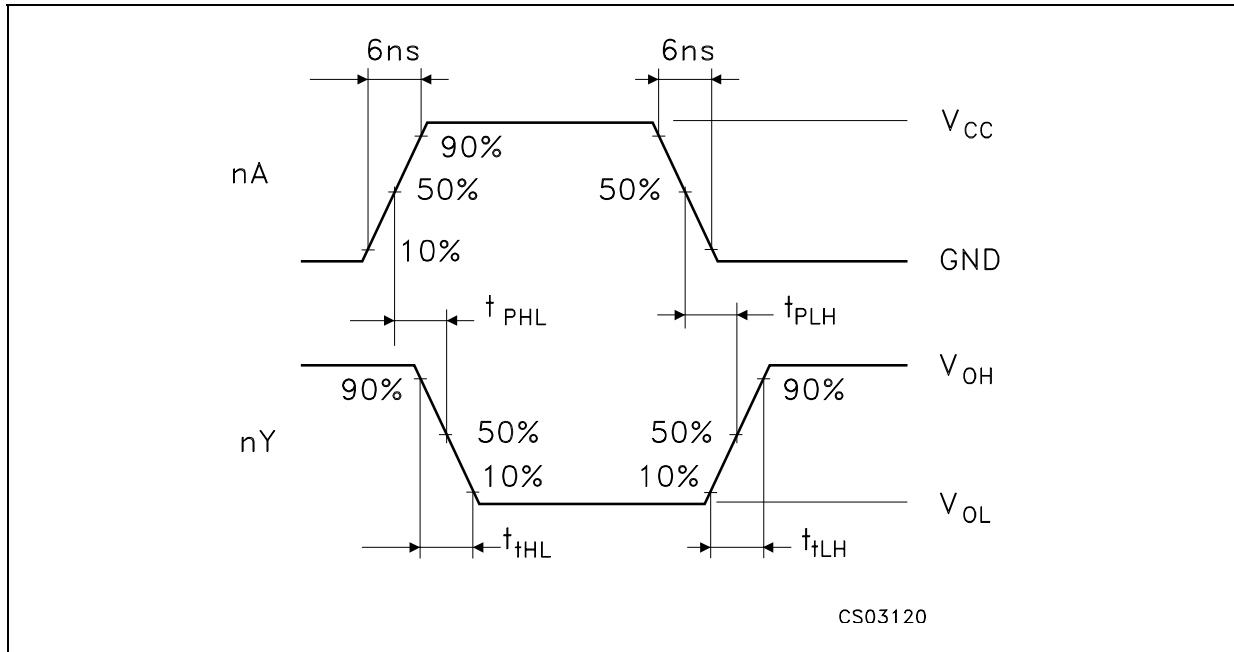 6ns 6ns
V_CC
90%
nA
50% 50%
10%
GND
t_PHL t_PLH
V_OH
90% 90%
nY
50% 50%
10% 10%
V_OL
t_tHL t_tLH
CS03120